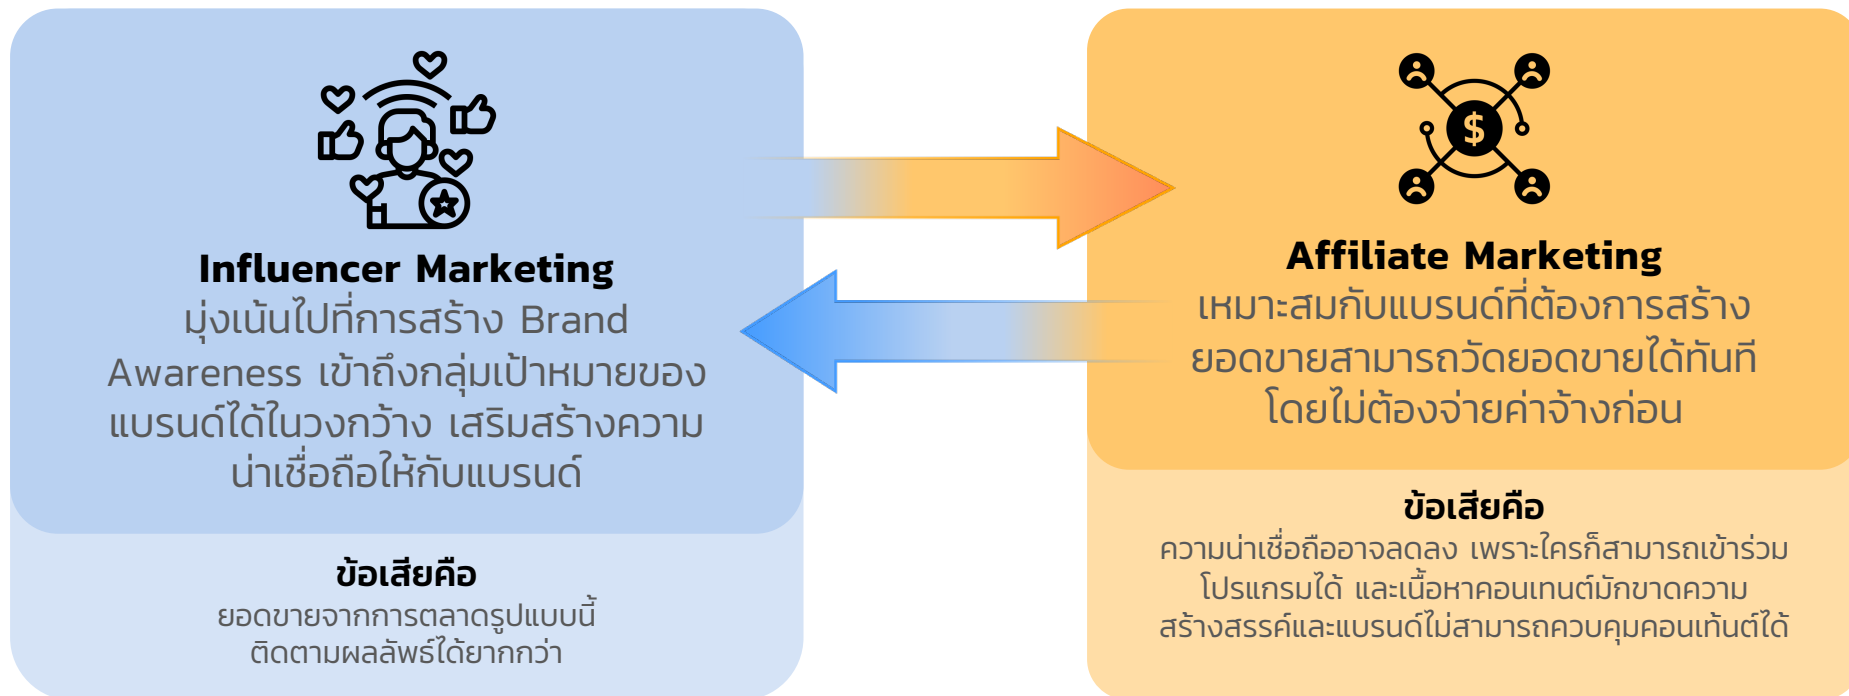 Influencer Marketing
มุ่งเน้นไปที่การสร้าง Brand
Awareness เข้าถึงกลุ่มเป้าหมายของ
แบรนด์ได้ในวงกว้าง เสริมสร้างความ
น่าเชื่อถือให้กับแบรนด์
ข้อเสียคือ
ยอดขายจากการตลาดรูปแบบนี้
ติดตามผลลัพธ์ได้ยากกว่า
$
Affiliate Marketing
เหมาะสมกับแบรนด์ที่ต้องการสร้าง
ยอดขายสามารถวัดยอดขายได้ทันที
โดยไม่ต้องจ่ายค่าจ้างก่อน
ข้อเสียคือ
ความน่าเชื่อถืออาจลดลง เพราะใครก็สามารถเข้าร่วม
โปรแกรมได้ และเนื้อหาคอนเทนต์มักขาดความ
สร้างสรรค์และแบรนด์ไม่สามารถควบคุมคอนเท้นต์ได้